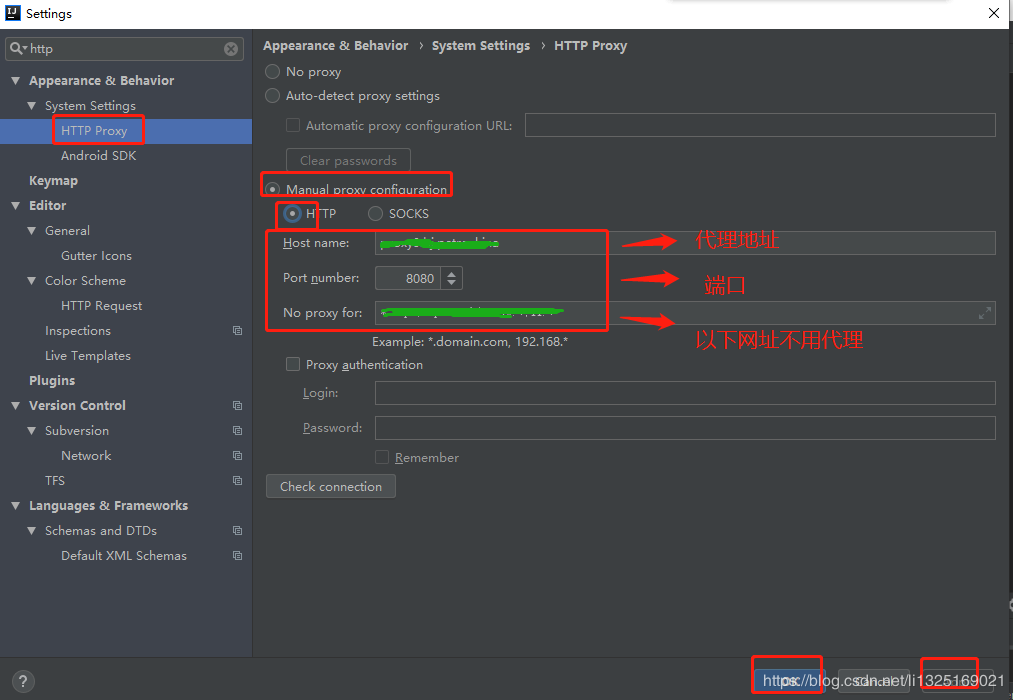 Settings
http
Appearance & Behavior
System Settings
HTTP Proxy
Android SDK
Keymap
Editor
General
Gutter Icons
Color Scheme
HTTP Request
Inspections
Live Templates
Plugins
Version Control
Subversion
Network
TFS
Languages & Frameworks
Schemas and DTDs
Default XML Schemas
Appearance & Behavior › System Settings › HTTP Proxy
No proxy
Auto-detect proxy settings
Automatic proxy configuration URL:
Clear passwords
Manual proxy configuration
HTTP SOCKS
Host name: 代理地址
Port number: 8080 端口
No proxy for:
以下网址不用代理
Example: *.domain.com, 192.168.*
Proxy authentication
Login:
Password:
Remember
Check connection
?
https://blog.csdn.net/li1325169021